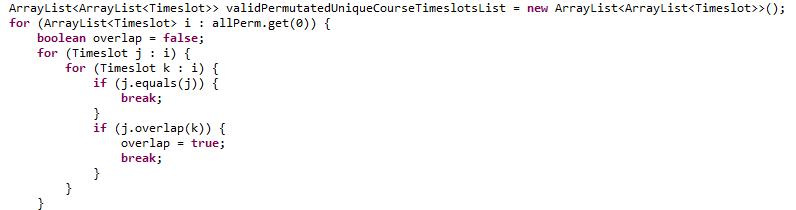 ArrayList<ArrayList<Timeslot>> validPermutatedUniqueCourseTimeslotsList = new ArrayList<ArrayList<Timeslot>>();
for (ArrayList<Timeslot> i : allPerm.get(0)) {
    boolean overlap = false;
    for (Timeslot j : i) {
        for (Timeslot k : i) {
            if (j.equals(j)) {
                break;
            }
            if (j.overlap(k)) {
                overlap = true;
                break;
            }
        }
    }